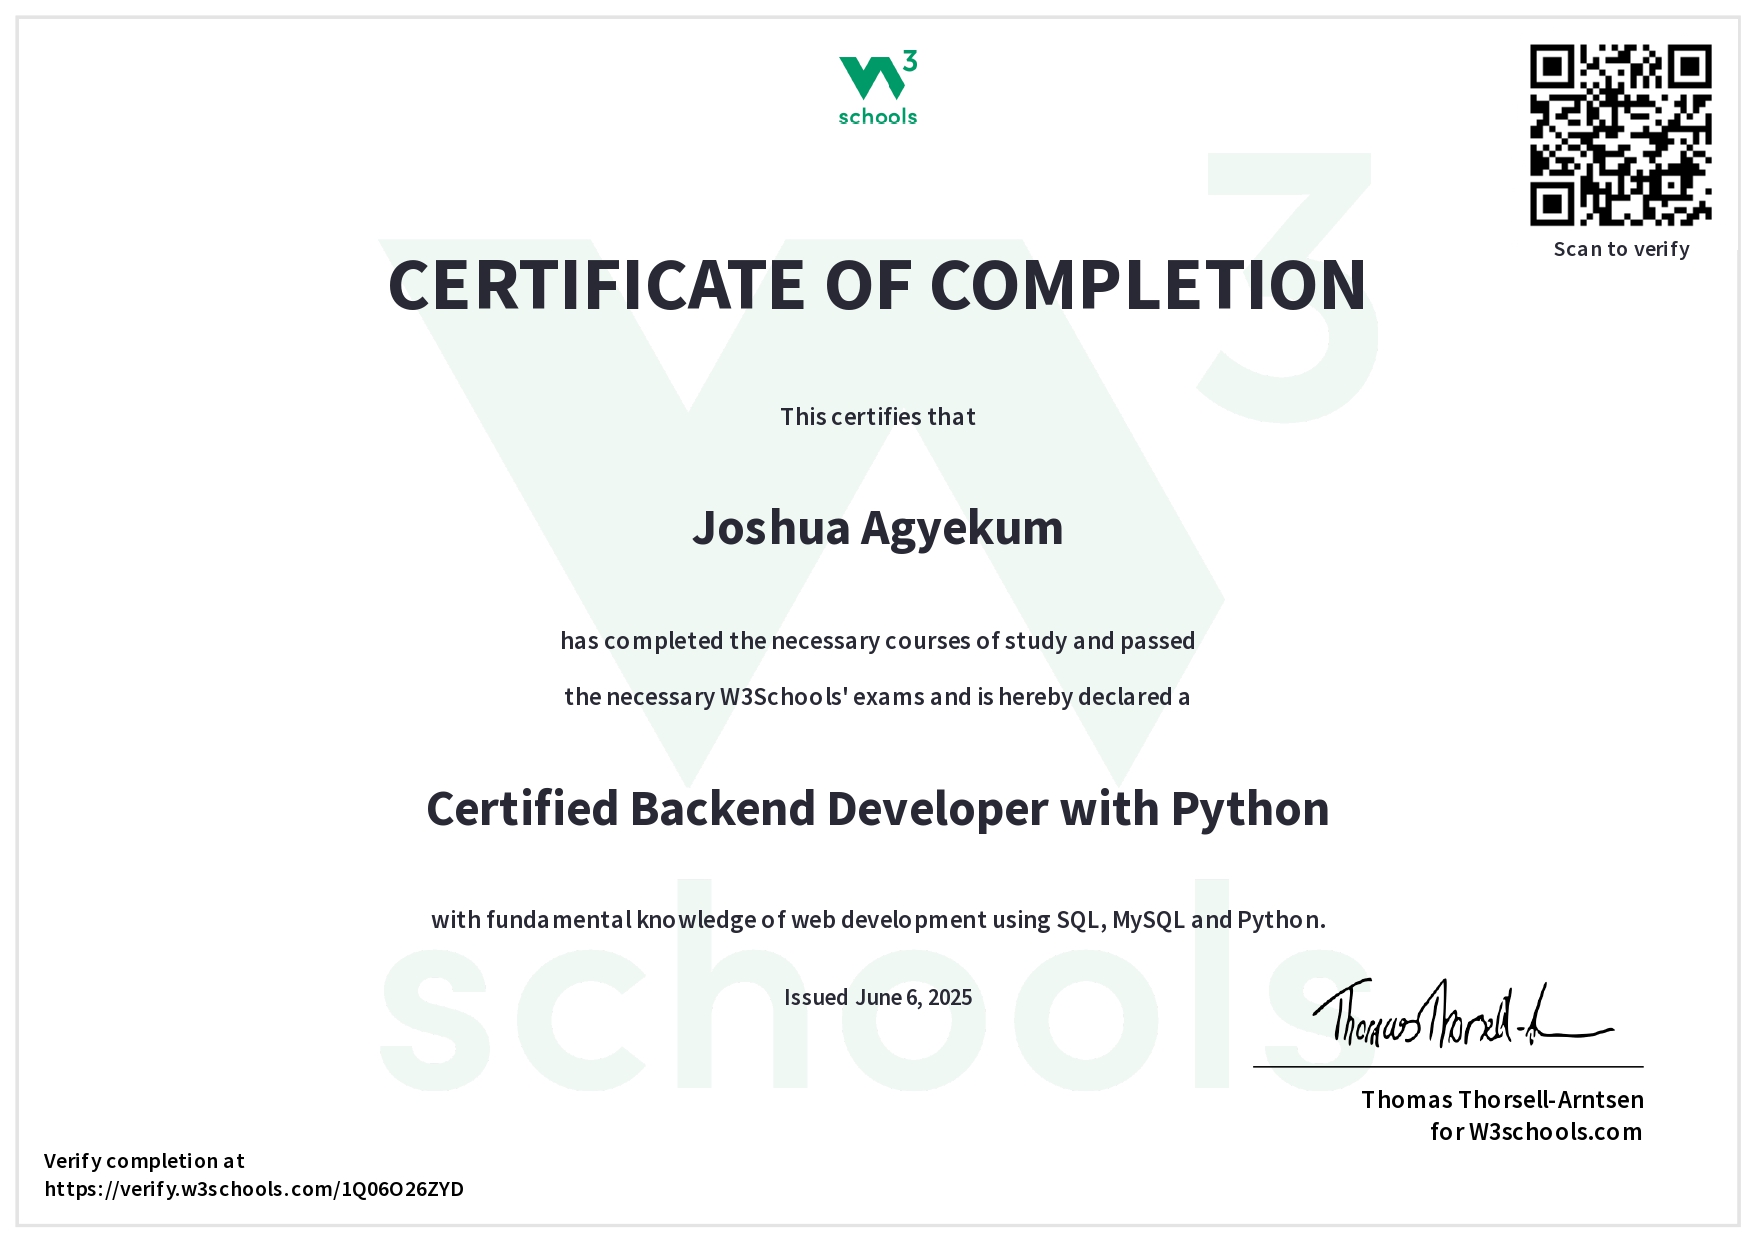 W3
schools
Scan to verify
CERTIFICATE OF COMPLETION
This certifies that
Joshua Agyekum
has completed the necessary courses of study and passed
the necessary W3Schools' exams and is hereby declared a
Certified Backend Developer with Python
with fundamental knowledge of web development using SQL, MySQL and Python.
Issued June 6, 2025
Thomas Thorsell-A
Thomas Thorsell-Arntsen
for W3schools.com
Verify completion at
https://verify.w3schools.com/1Q06O26ZYD